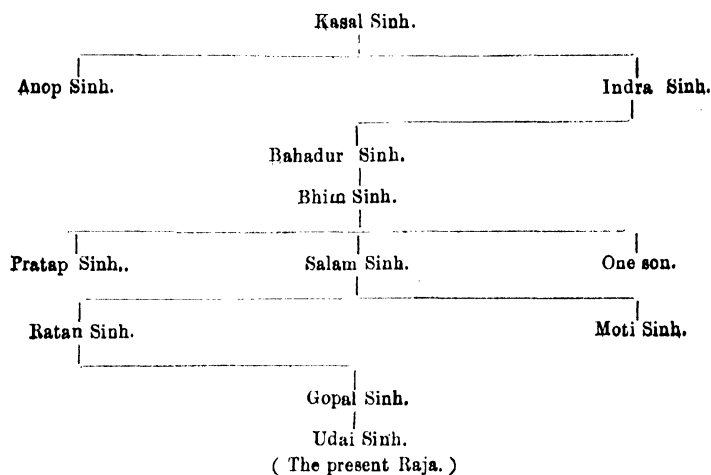 Kasal Sinh.
Anop Sinh. Indra Sinh.
Bahadur Sinh.
Bhim Sinh.
Pratap Sinh.. Salam Sinh. One son.
Ratan Sinh. Moti Sinh.
Gopal Sinh.
Udai Sinh.
( The present Raja. )